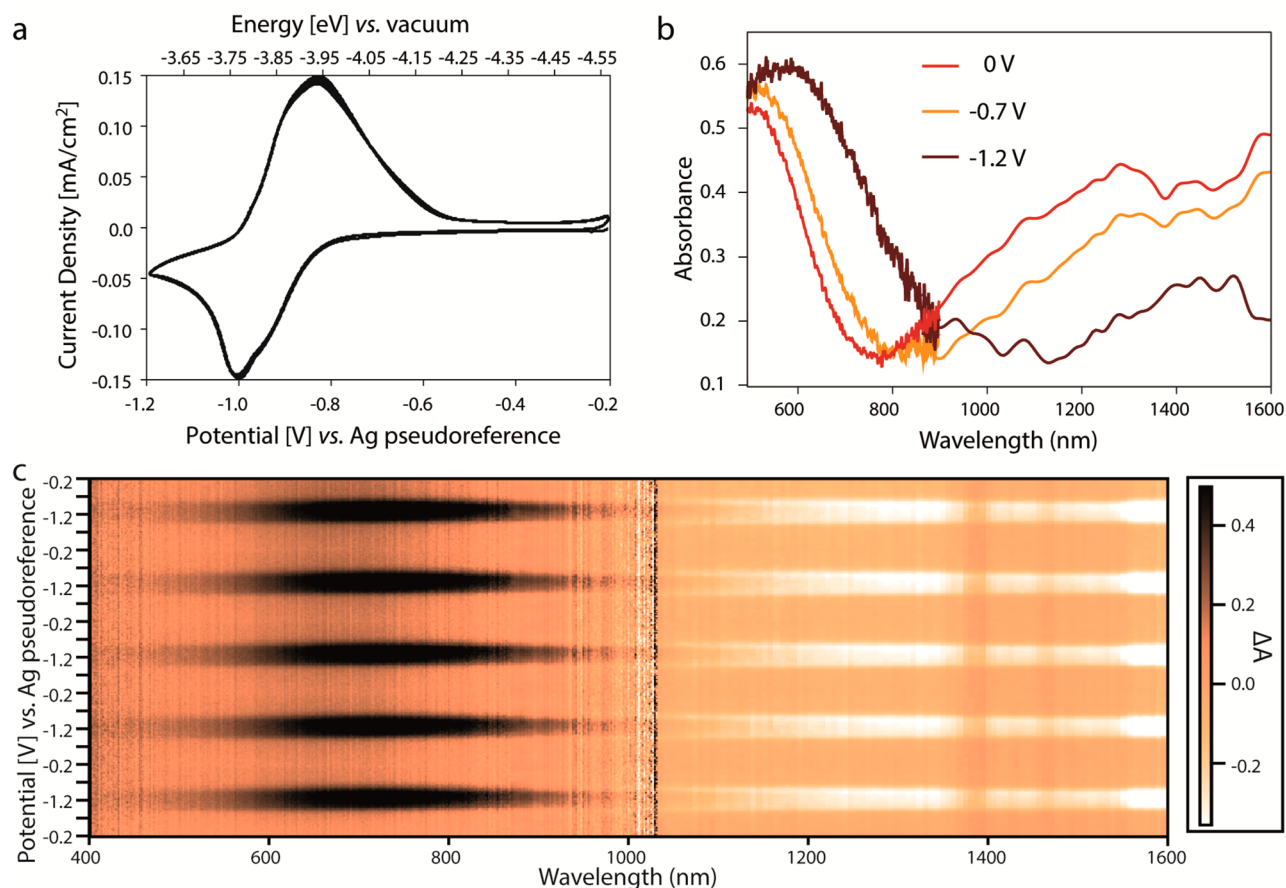 a
Energy [eV] vs. vacuum
-3.65 -3.75 -3.85 -3.95 -4.05 -4.15 -4.25 -4.35 -4.45 -4.55
0.15
0.10
0.05
0.0
-0.05
-0.10
-0.15
Current Density [mA/cm2]
-1.2 -1.0 -0.8 -0.6 -0.4 -0.2
Potential [V] vs. Ag pseudoreference
b
0.6
0.5
0.4
0.3
0.2
0.1
Absorbance
0 V
-0.7 V
-1.2 V
600 800 1000 1200 1400 1600
Wavelength (nm)
c
Potential [V] vs. Ag pseudoreference
-0.2
-1.2
-0.2
-1.2
-0.2
-1.2
-0.2
-1.2
-0.2
-1.2
-0.2
400 600 800 1000 1200 1400 1600
Wavelength (nm)
0.4
0.2
0.0
-0.2
ΔA